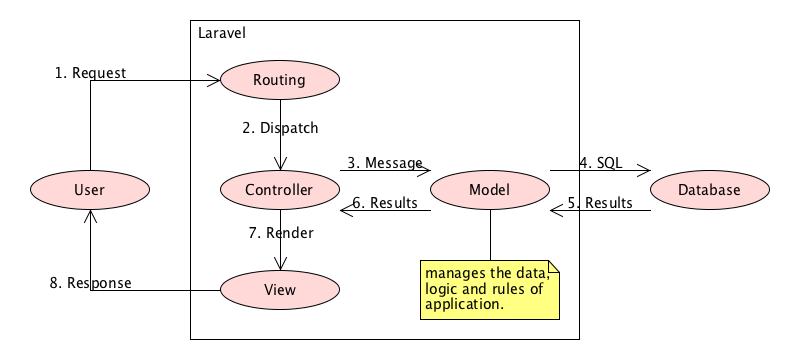 Laravel
1. Request
Routing
2. Dispatch
3. Message
4. SQL
User
Controller
Model
Database
6. Results
5. Results
7. Render
manages the data,
logic and rules of
application.
8. Response
View